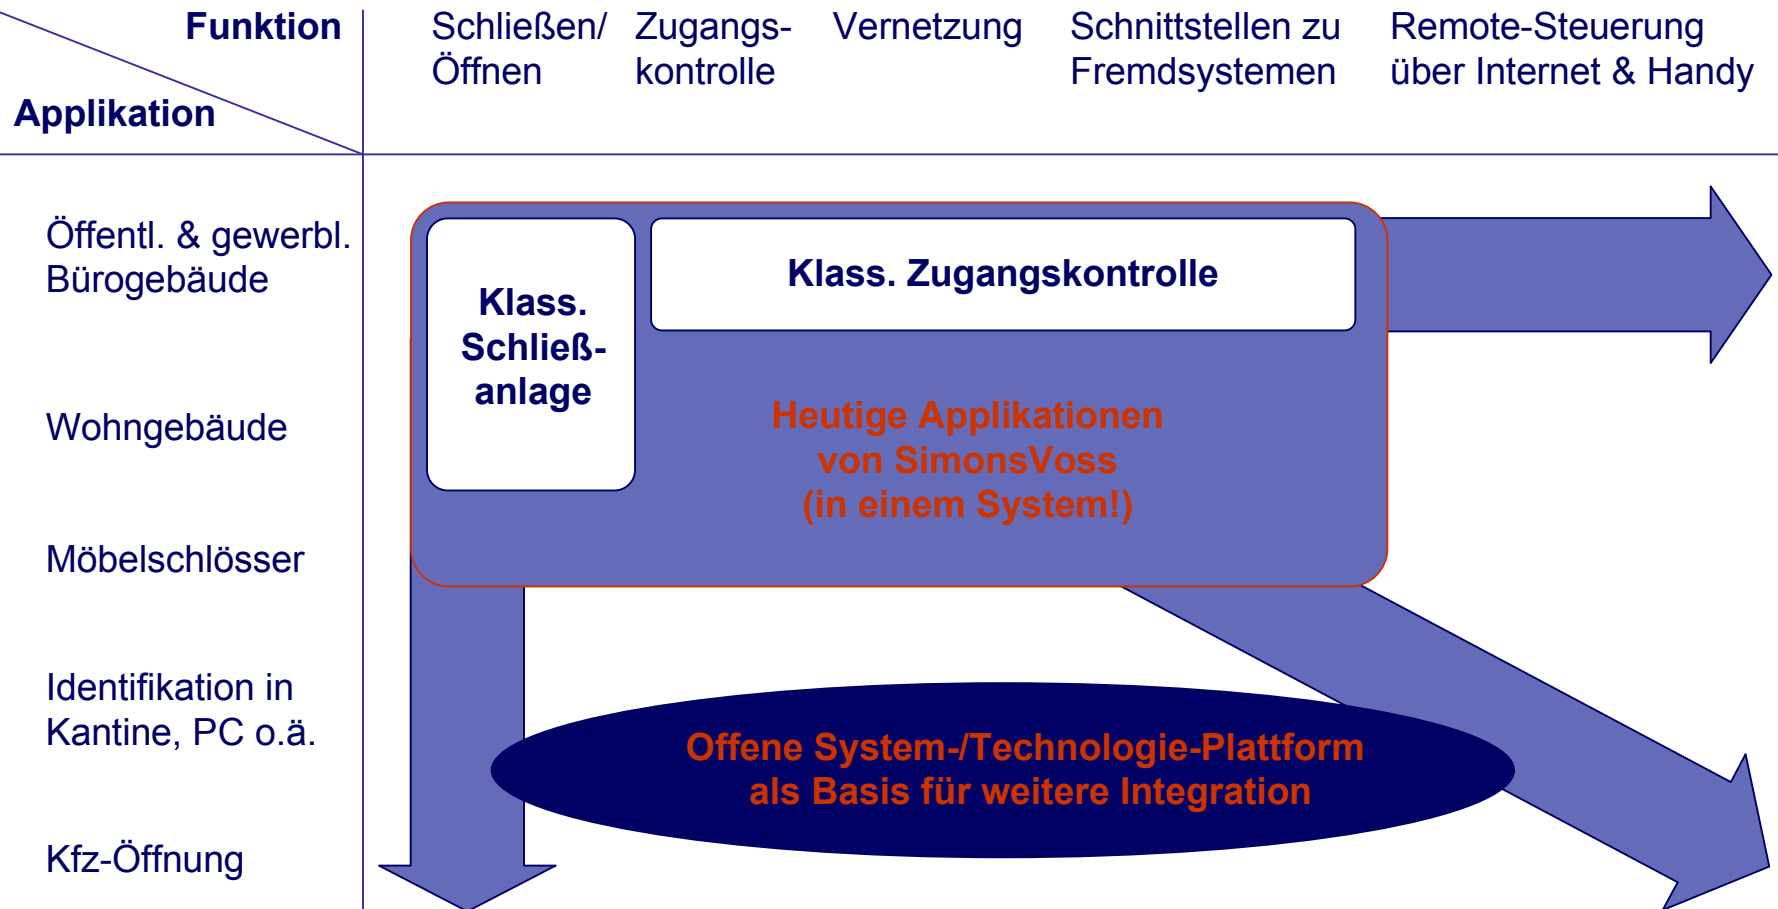 Funktion
Applikation
Schließen/
Öffnen
Zugangs-
kontrolle
Vernetzung
Schnittstellen zu
Fremdsystemen
Remote-Steuerung
über Internet & Handy
Öffentl. & gewerbl.
Bürogebäude
Wohngebäude
Möbelschlösser
Identifikation in
Kantine, PC o.ä.
Kfz-Öffnung
Klass.
Schließ-
anlage
Klass. Zugangskontrolle
Heutige Applikationen
von SimonsVoss
(in einem System!)
Offene System-/Technologie-Plattform
als Basis für weitere Integration